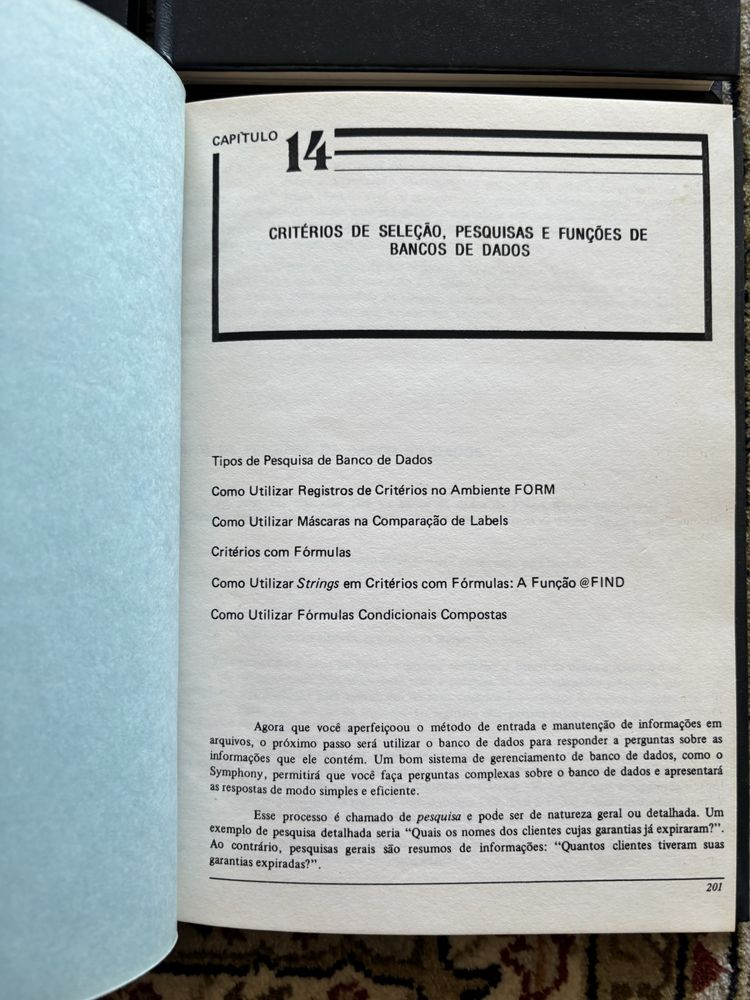 CAPÍTULO 14
CRITÉRIOS DE SELEÇÃO, PESQUISAS E FUNÇÕES DE
BANCOS DE DADOS
Tipos de Pesquisa de Banco de Dados
Como Utilizar Registros de Critérios no Ambiente FORM
Como Utilizar Máscaras na Comparação de Labels
Critérios com Fórmulas
Como Utilizar Strings em Critérios com Fórmulas: A Função @FIND
Como Utilizar Fórmulas Condicionais Compostas
Agora que você aperfeiçoou o método de entrada e manutenção de informações em
arquivos, o próximo passo será utilizar o banco de dados para responder a perguntas sobre as
informações que ele contém. Um bom sistema de gerenciamento de banco de dados, como o
Symphony, permitirá que você faça perguntas complexas sobre o banco de dados e apresentará
as respostas de modo simples e eficiente.
Esse processo é chamado de pesquisa e pode ser de natureza geral ou detalhada. Um
exemplo de pesquisa detalhada seria “Quais os nomes dos clientes cujas garantias já expiraram?”.
Ao contrário, pesquisas gerais são resumos de informações: “Quantos clientes tiveram suas
garantias expiradas?”.
201